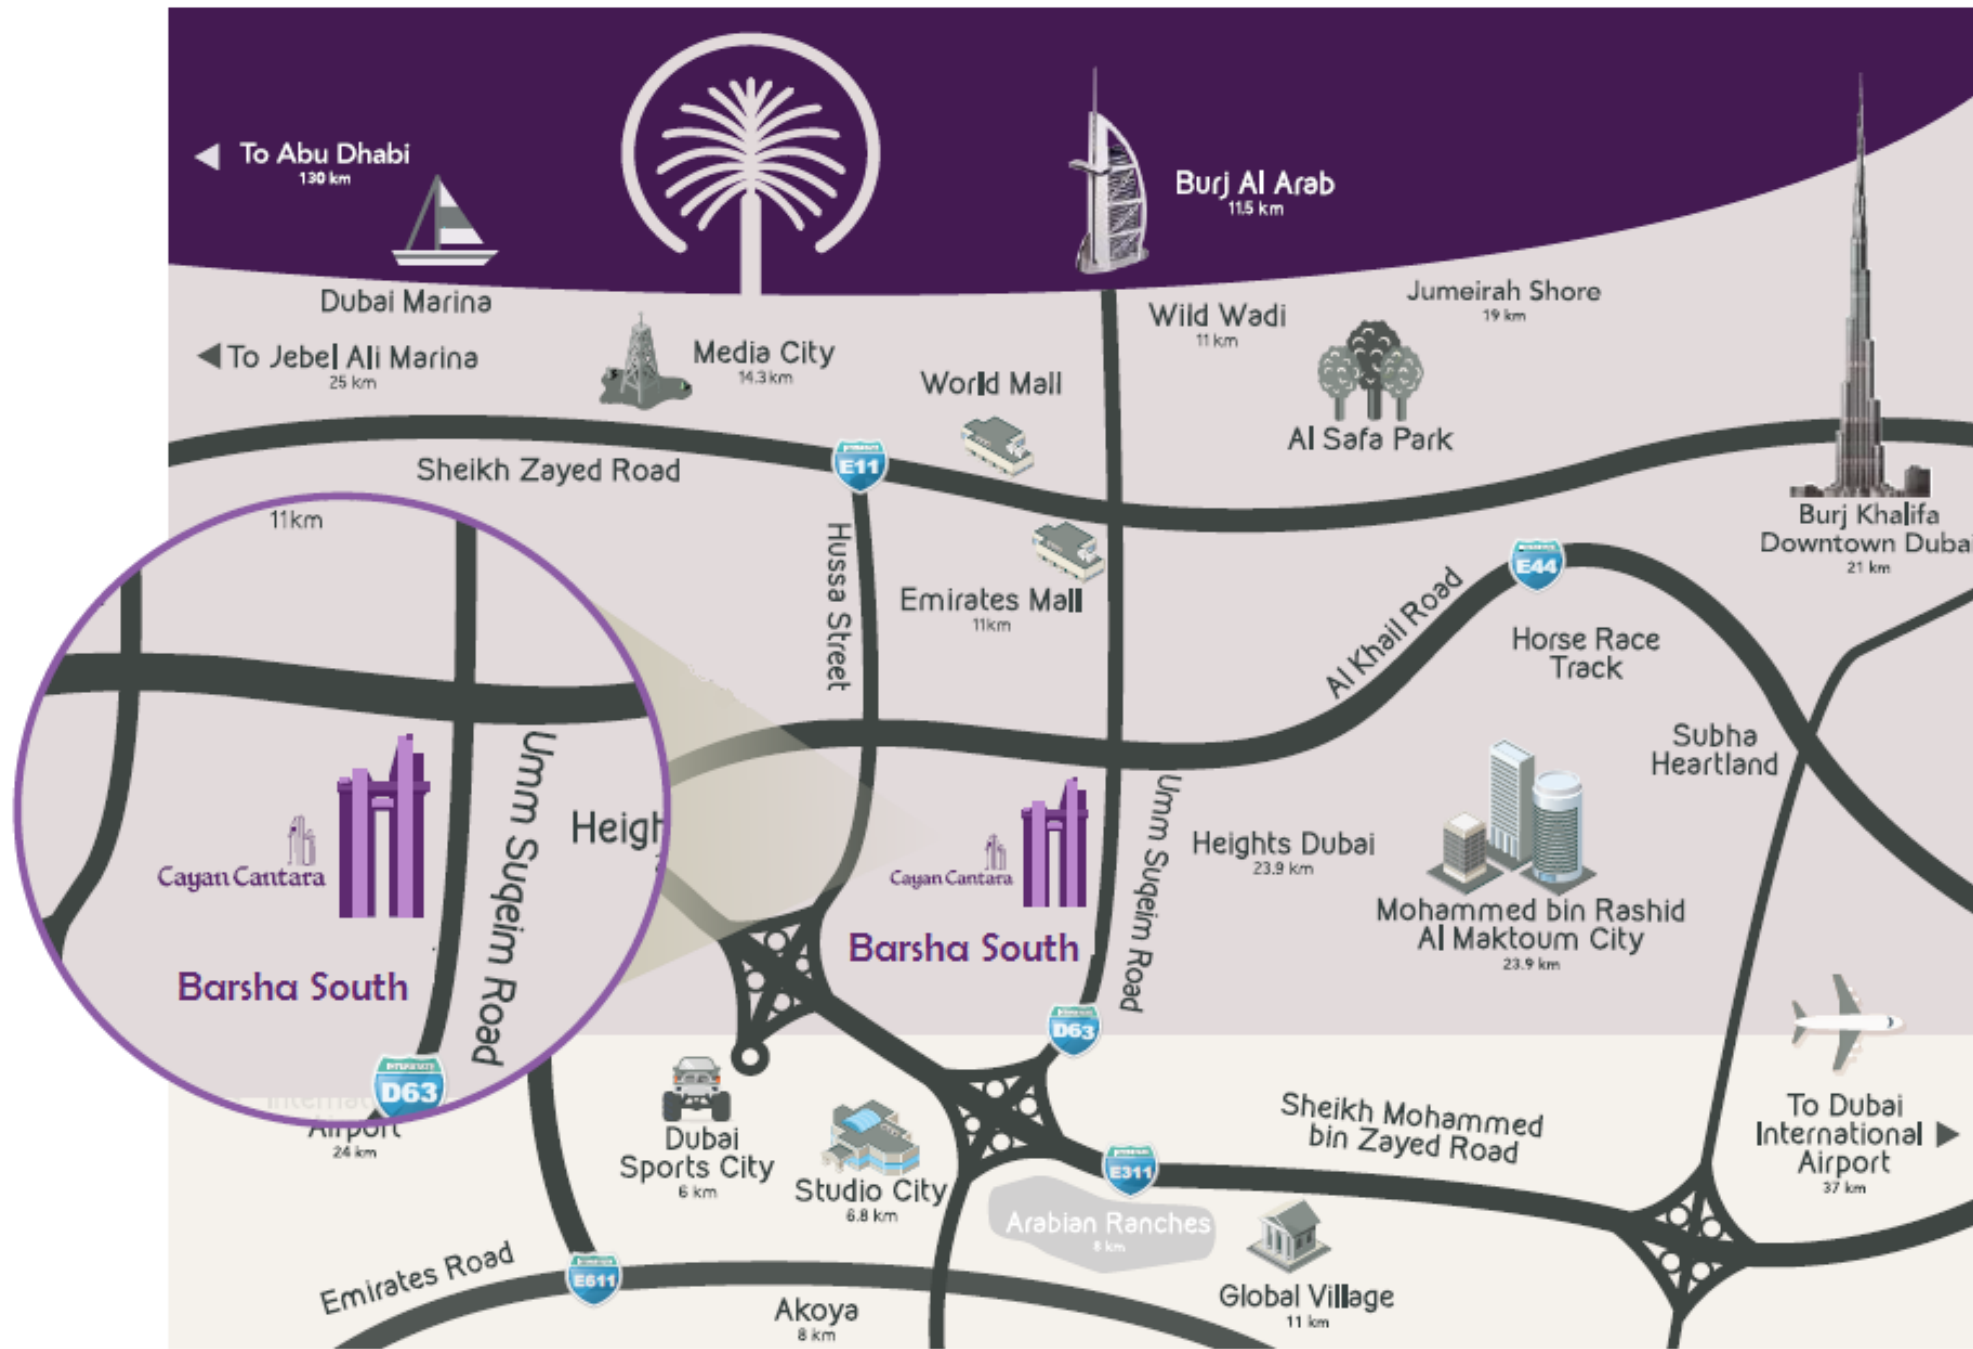 To Abu Dhabi
130 km
Burj Al Arab
11.5 km
Dubai Marina
To Jebel Ali Marina
25 km
Media City
14.3km
World Mall
Wild Wadi
11 km
Jumeirah Shore
19 km
Al Safa Park
Sheikh Zayed Road
E11
Burj Khalifa
Downtown Dubai
21 km
11km
Hussa Street
Emirates Mall
11km
Al Khail Road
E44
Horse Race
Track
Subha
Heartland
Umm Suqeim Road
Heigh
Cayan Cantara
Barsha South
INTERSTATE
D63
Airport
24 km
Cayan Cantara
Barsha South
Umm Suqeim Road
Heights Dubai
23.9 km
Mohammed bin Rashid
Al Maktoum City
23.9 km
D63
Dubai
Sports City
6 km
Studio City
6.8 km
Sheikh Mohammed
bin Zayed Road
E311
To Dubai
International
Airport
37 km
Arabian Ranches
8 km
Global Village
11 km
Emirates Road
E611
Akoya
8 km